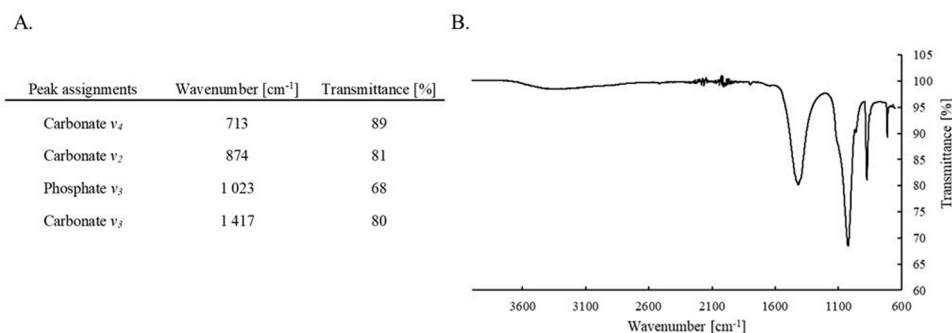 A.
Peak assignments Wavenumber [cm⁻¹] Transmittance [%]
Carbonate v₄ 713 89
Carbonate v₂ 874 81
Phosphate v₃ 1 023 68
Carbonate v₃ 1 417 80
B.
105
100
95
90
85
80
75
70
65
60
Transmittance [%]
3600 3100 2600 2100 1600 1100 600
Wavenumber [cm⁻¹]